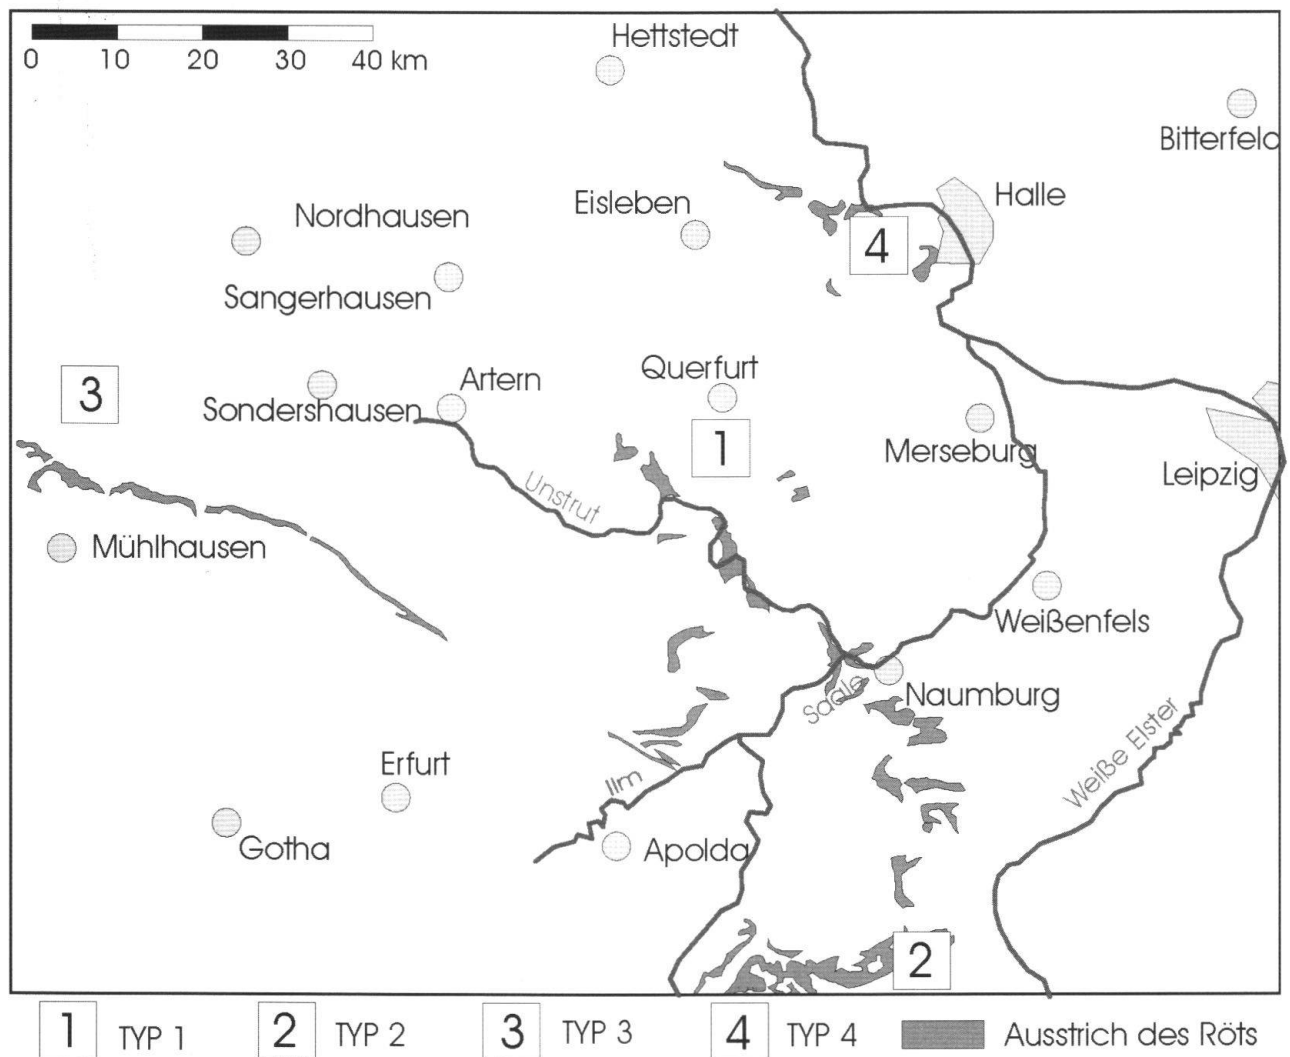 Hettstedt
0 10 20 30 40 km
Bitterfeld
Halle
Eisleben
Nordhausen
4
Sangerhausen
Querfurt
3
Artern
Sondershausen
1
Merseburg
Leipzig
Unstrut
Mühlhausen
Weißenfels
Saale
Naumburg
Weiße Elster
Erfurt
Ilm
Gotha
Apolda
2
1 TYP 1 2 TYP 2 3 TYP 3 4 TYP 4 Ausstrich des Röts